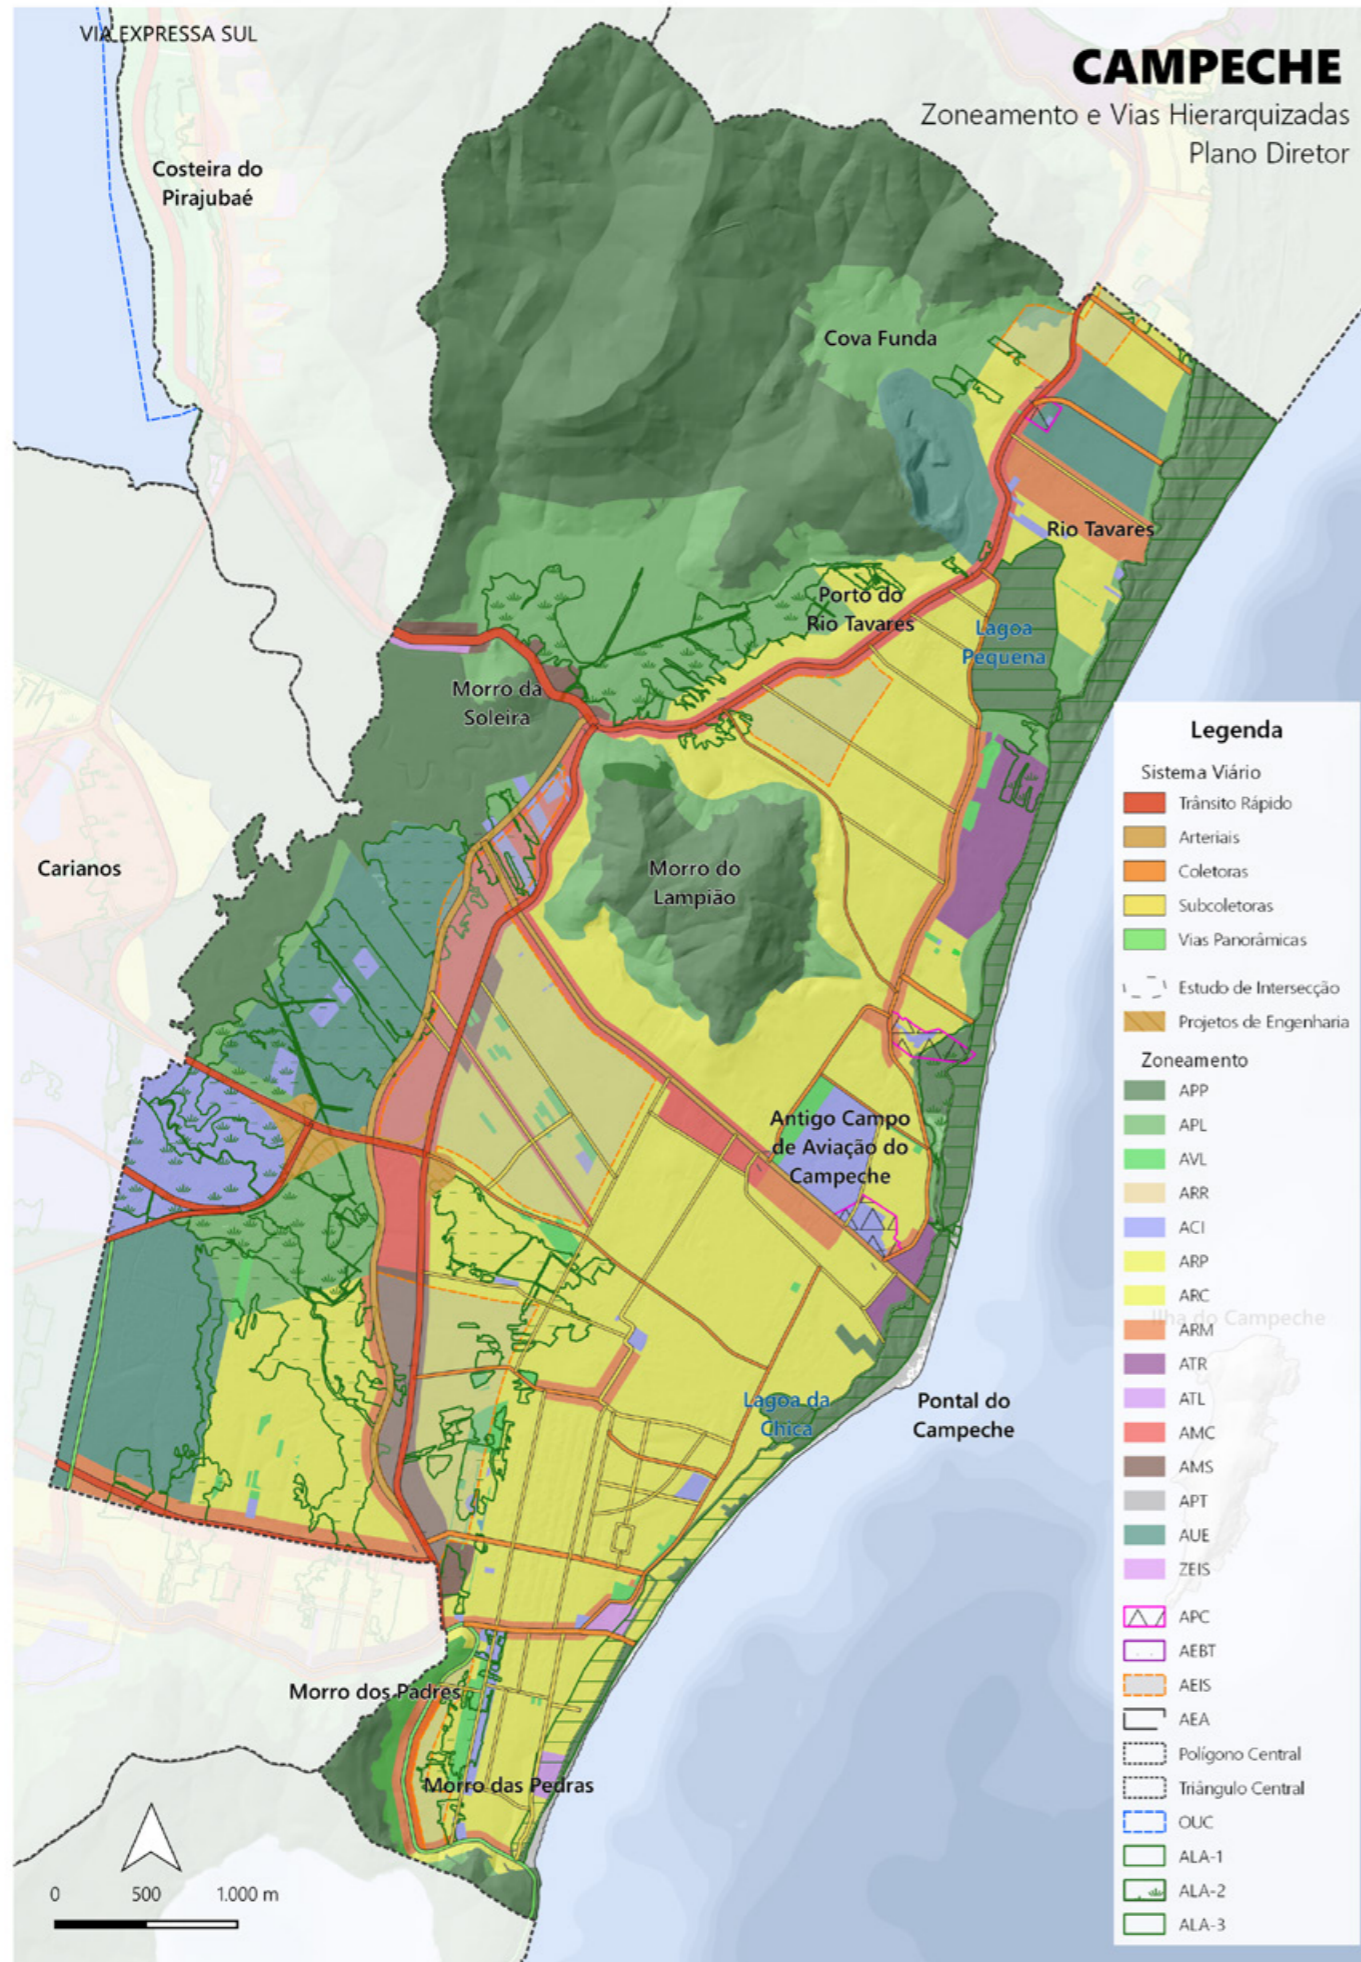 VIA EXPRESSA SUL
CAMPECHE
Zoneamento e Vias Hierarquizadas
Plano Diretor
Costeira do
Pirajubaé
Cova Funda
Rio Tavares
Porto do
Rio Tavares
Lagoa
Pequena
Morro da
Soleira
Carianos
Morro do
Lampião
Antigo Campo
de Aviação do
Campeche
Ilha do Campeche
Lagoa da
Chica
Pontal do
Campeche
Morro dos Padres
Morro das Pedras
0 500 1.000 m
Legenda
Sistema Viário
Trânsito Rápido
Arteriais
Coletoras
Subcoletoras
Vias Panorâmicas
Estudo de Intersecção
Projetos de Engenharia
Zoneamento
APP
APL
AVL
ARR
ACI
ARP
ARC
ARM
ATR
ATL
AMC
AMS
APT
AUE
ZEIS
APC
AEBT
AEIS
AEA
Polígono Central
Triângulo Central
OUC
ALA-1
ALA-2
ALA-3